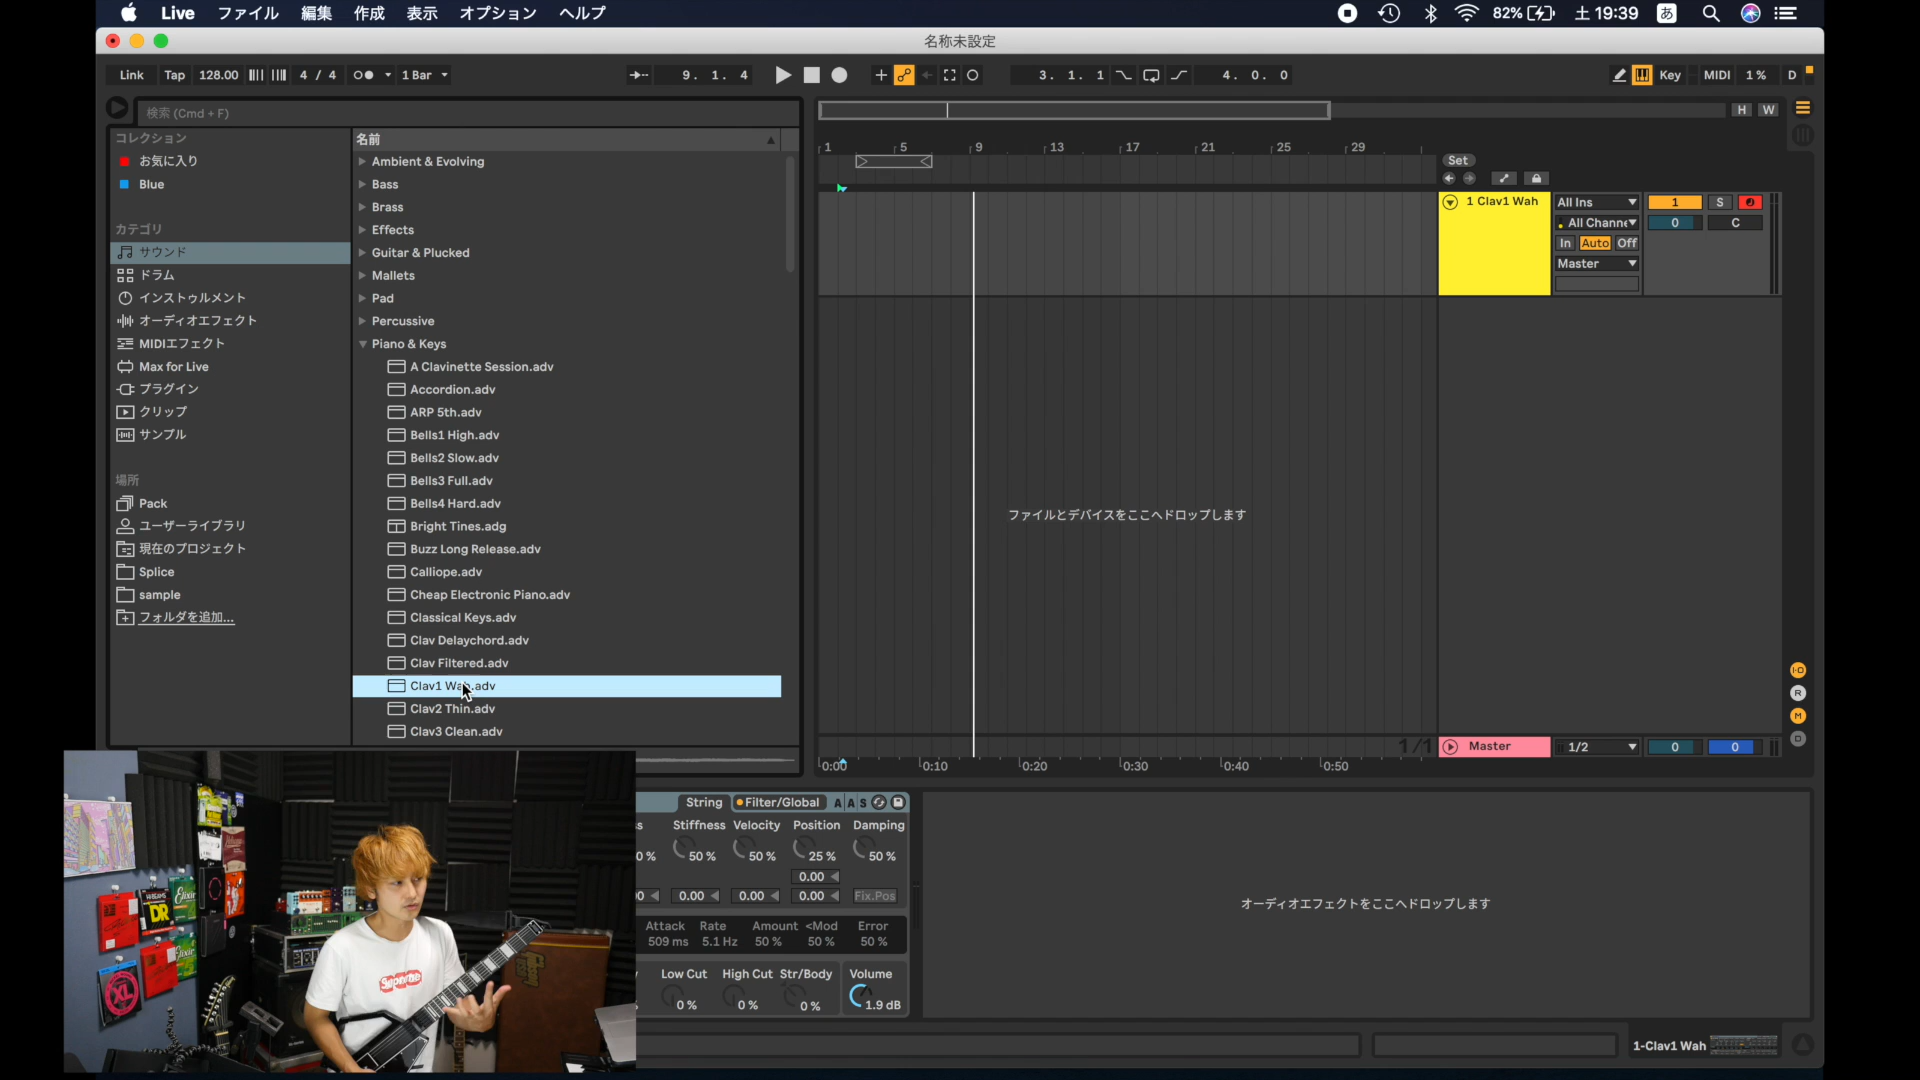 Live ファイル 編集 作成 表示 オプション ヘルプ 82% 土 19:39 あ
名称未設定
Link Tap 128.00 4 / 4 1 Bar 9. 1. 4 3. 1. 1 4. 0. 0 Key MIDI 1 % D
検索 (Cmd + F)
H W
コレクション
お気に入り
Blue
カテゴリ
サウンド
ドラム
インストゥルメント
オーディオエフェクト
MIDIエフェクト
Max for Live
プラグイン
クリップ
サンプル
場所
Pack
ユーザーライブラリ
現在のプロジェクト
Splice
sample
フォルダを追加...
名前
Ambient & Evolving
Bass
Brass
Effects
Guitar & Plucked
Mallets
Pad
Percussive
Piano & Keys
A Clavinette Session.adv
Accordion.adv
ARP 5th.adv
Bells1 High.adv
Bells2 Slow.adv
Bells3 Full.adv
Bells4 Hard.adv
Bright Tines.adg
Buzz Long Release.adv
Calliope.adv
Cheap Electronic Piano.adv
Classical Keys.adv
Clav Delaychord.adv
Clav Filtered.adv
Clav1 Wah.adv
Clav2 Thin.adv
Clav3 Clean.adv
1 5 9 13 17 21 25 29
Set
1 Clav1 Wah All Ins 1 S
All Channe 0 C
In Auto Off
Master
ファイルとデバイスをここへドロップします
I·O
R
M
D
1/1 Master 1/2 0 0
0:00 0:10 0:20 0:30 0:40 0:50
String Filter/Global A A S
Stiffness Velocity Position Damping
50 % 50 % 25 % 50 %
0.00
0.00 0.00 0.00 Fix.Pos
Attack Rate Amount <Mod Error
509 ms 5.1 Hz 50 % 50 % 50 %
Low Cut High Cut Str/Body Volume
0 % 0 % 0 % 1.9 dB
オーディオエフェクトをここへドロップします
1-Clav1 Wah
Supreme
DR
Elixir
XL